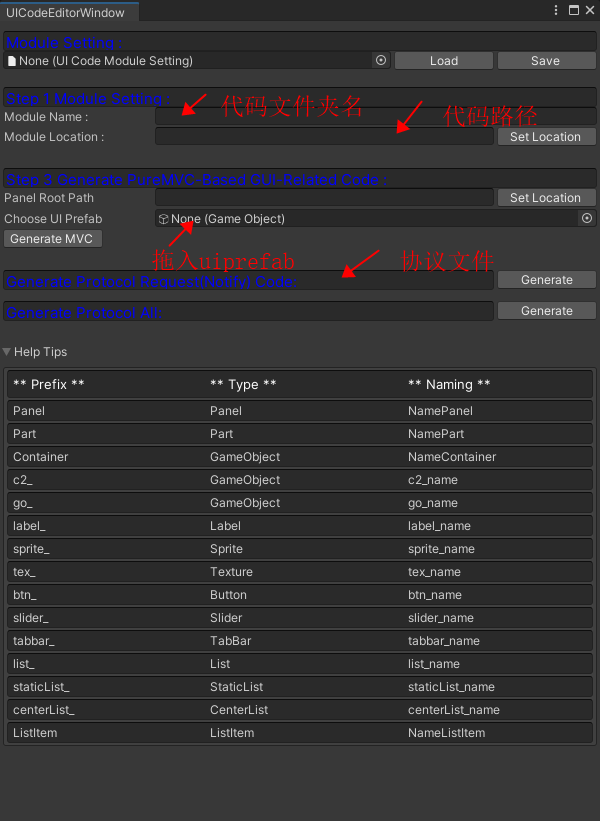 UICodeEditorWindow
Module Setting :
None (UI Code Module Setting) Load Save
Step 1 Module Setting :
代码文件夹名
Module Name :
代码路径
Module Location : Set Location
Step 3 Generate PureMVC-Based GUI-Related Code :
Panel Root Path Set Location
Choose UI Prefab None (Game Object)
Generate MVC
拖入uiprefab 协议文件
Generate Protocol Request(Notify) Code: Generate
Generate Protocol All: Generate
Help Tips
** Prefix ** ** Type ** ** Naming **
Panel Panel NamePanel
Part Part NamePart
Container GameObject NameContainer
c2_ GameObject c2_name
go_ GameObject go_name
label_ Label label_name
sprite_ Sprite sprite_name
tex_ Texture tex_name
btn_ Button btn_name
slider_ Slider slider_name
tabbar_ TabBar tabbar_name
list_ List list_name
staticList_ StaticList staticList_name
centerList_ CenterList centerList_name
ListItem ListItem NameListItem